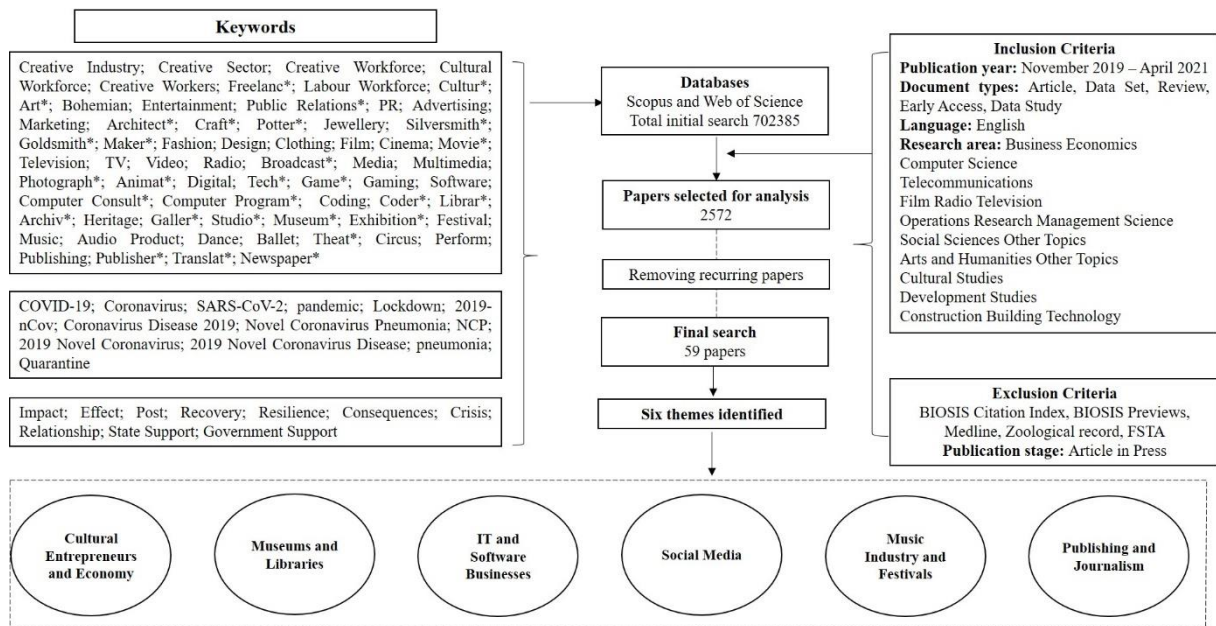 Keywords
Creative Industry; Creative Sector; Creative Workforce; Cultural
Workforce; Creative Workers; Freelanc*; Labour Workforce; Cultur*;
Art*; Bohemian; Entertainment; Public Relations*; PR; Advertising;
Marketing; Architect*; Craft*; Potter*; Jewellery; Silversmith*;
Goldsmith*; Maker*; Fashion; Design; Clothing; Film; Cinema; Movie*;
Television; TV; Video; Radio; Broadcast*; Media; Multimedia;
Photograph*; Animat*; Digital; Tech*; Game*; Gaming; Software;
Computer Consult*; Computer Program*; Coding; Coder*; Librar*;
Archiv*; Heritage; Galler*; Studio*; Museum*; Exhibition*; Festival;
Music; Audio Product; Dance; Ballet; Theat*; Circus; Perform;
Publishing; Publisher*; Translat*; Newspaper*
COVID-19; Coronavirus; SARS-CoV-2; pandemic; Lockdown; 2019-
nCov; Coronavirus Disease 2019; Novel Coronavirus Pneumonia; NCP;
2019 Novel Coronavirus; 2019 Novel Coronavirus Disease; pneumonia;
Quarantine
Impact; Effect; Post; Recovery; Resilience; Consequences; Crisis;
Relationship; State Support; Government Support
Databases
Scopus and Web of Science
Total initial search 702385
Papers selected for analysis
2572
Removing recurring papers
Final search
59 papers
Six themes identified
Inclusion Criteria
Publication year: November 2019 – April 2021
Document types: Article, Data Set, Review,
Early Access, Data Study
Language: English
Research area: Business Economics
Computer Science
Telecommunications
Film Radio Television
Operations Research Management Science
Social Sciences Other Topics
Arts and Humanities Other Topics
Cultural Studies
Development Studies
Construction Building Technology
Exclusion Criteria
BIOSIS Citation Index, BIOSIS Previews,
Medline, Zoological record, FSTA
Publication stage: Article in Press
Cultural
Entrepreneurs
and Economy
Museums and
Libraries
IT and
Software
Businesses
Social Media
Music
Industry and
Festivals
Publishing and
Journalism